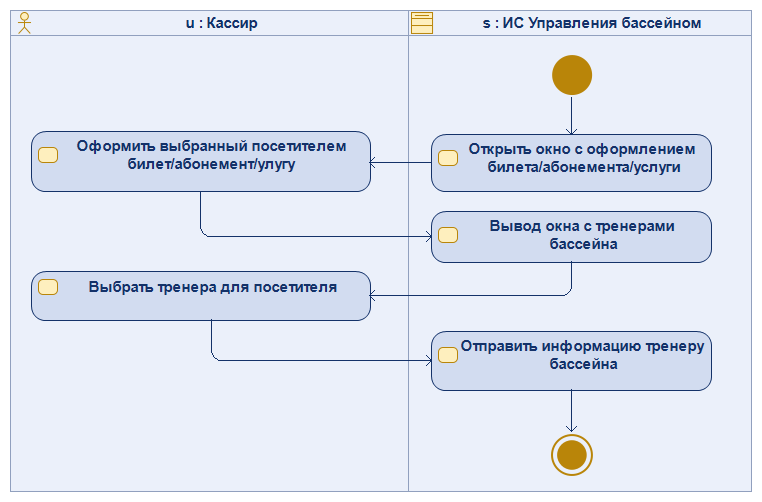 u : Кассир
s : ИС Управления бассейном
Оформить выбранный посетителем
билет/абонемент/улугу
Открыть окно с оформлением
билета/абонемента/услуги
Вывод окна с тренерами
бассейна
Выбрать тренера для посетителя
Отправить информацию тренеру
бассейна